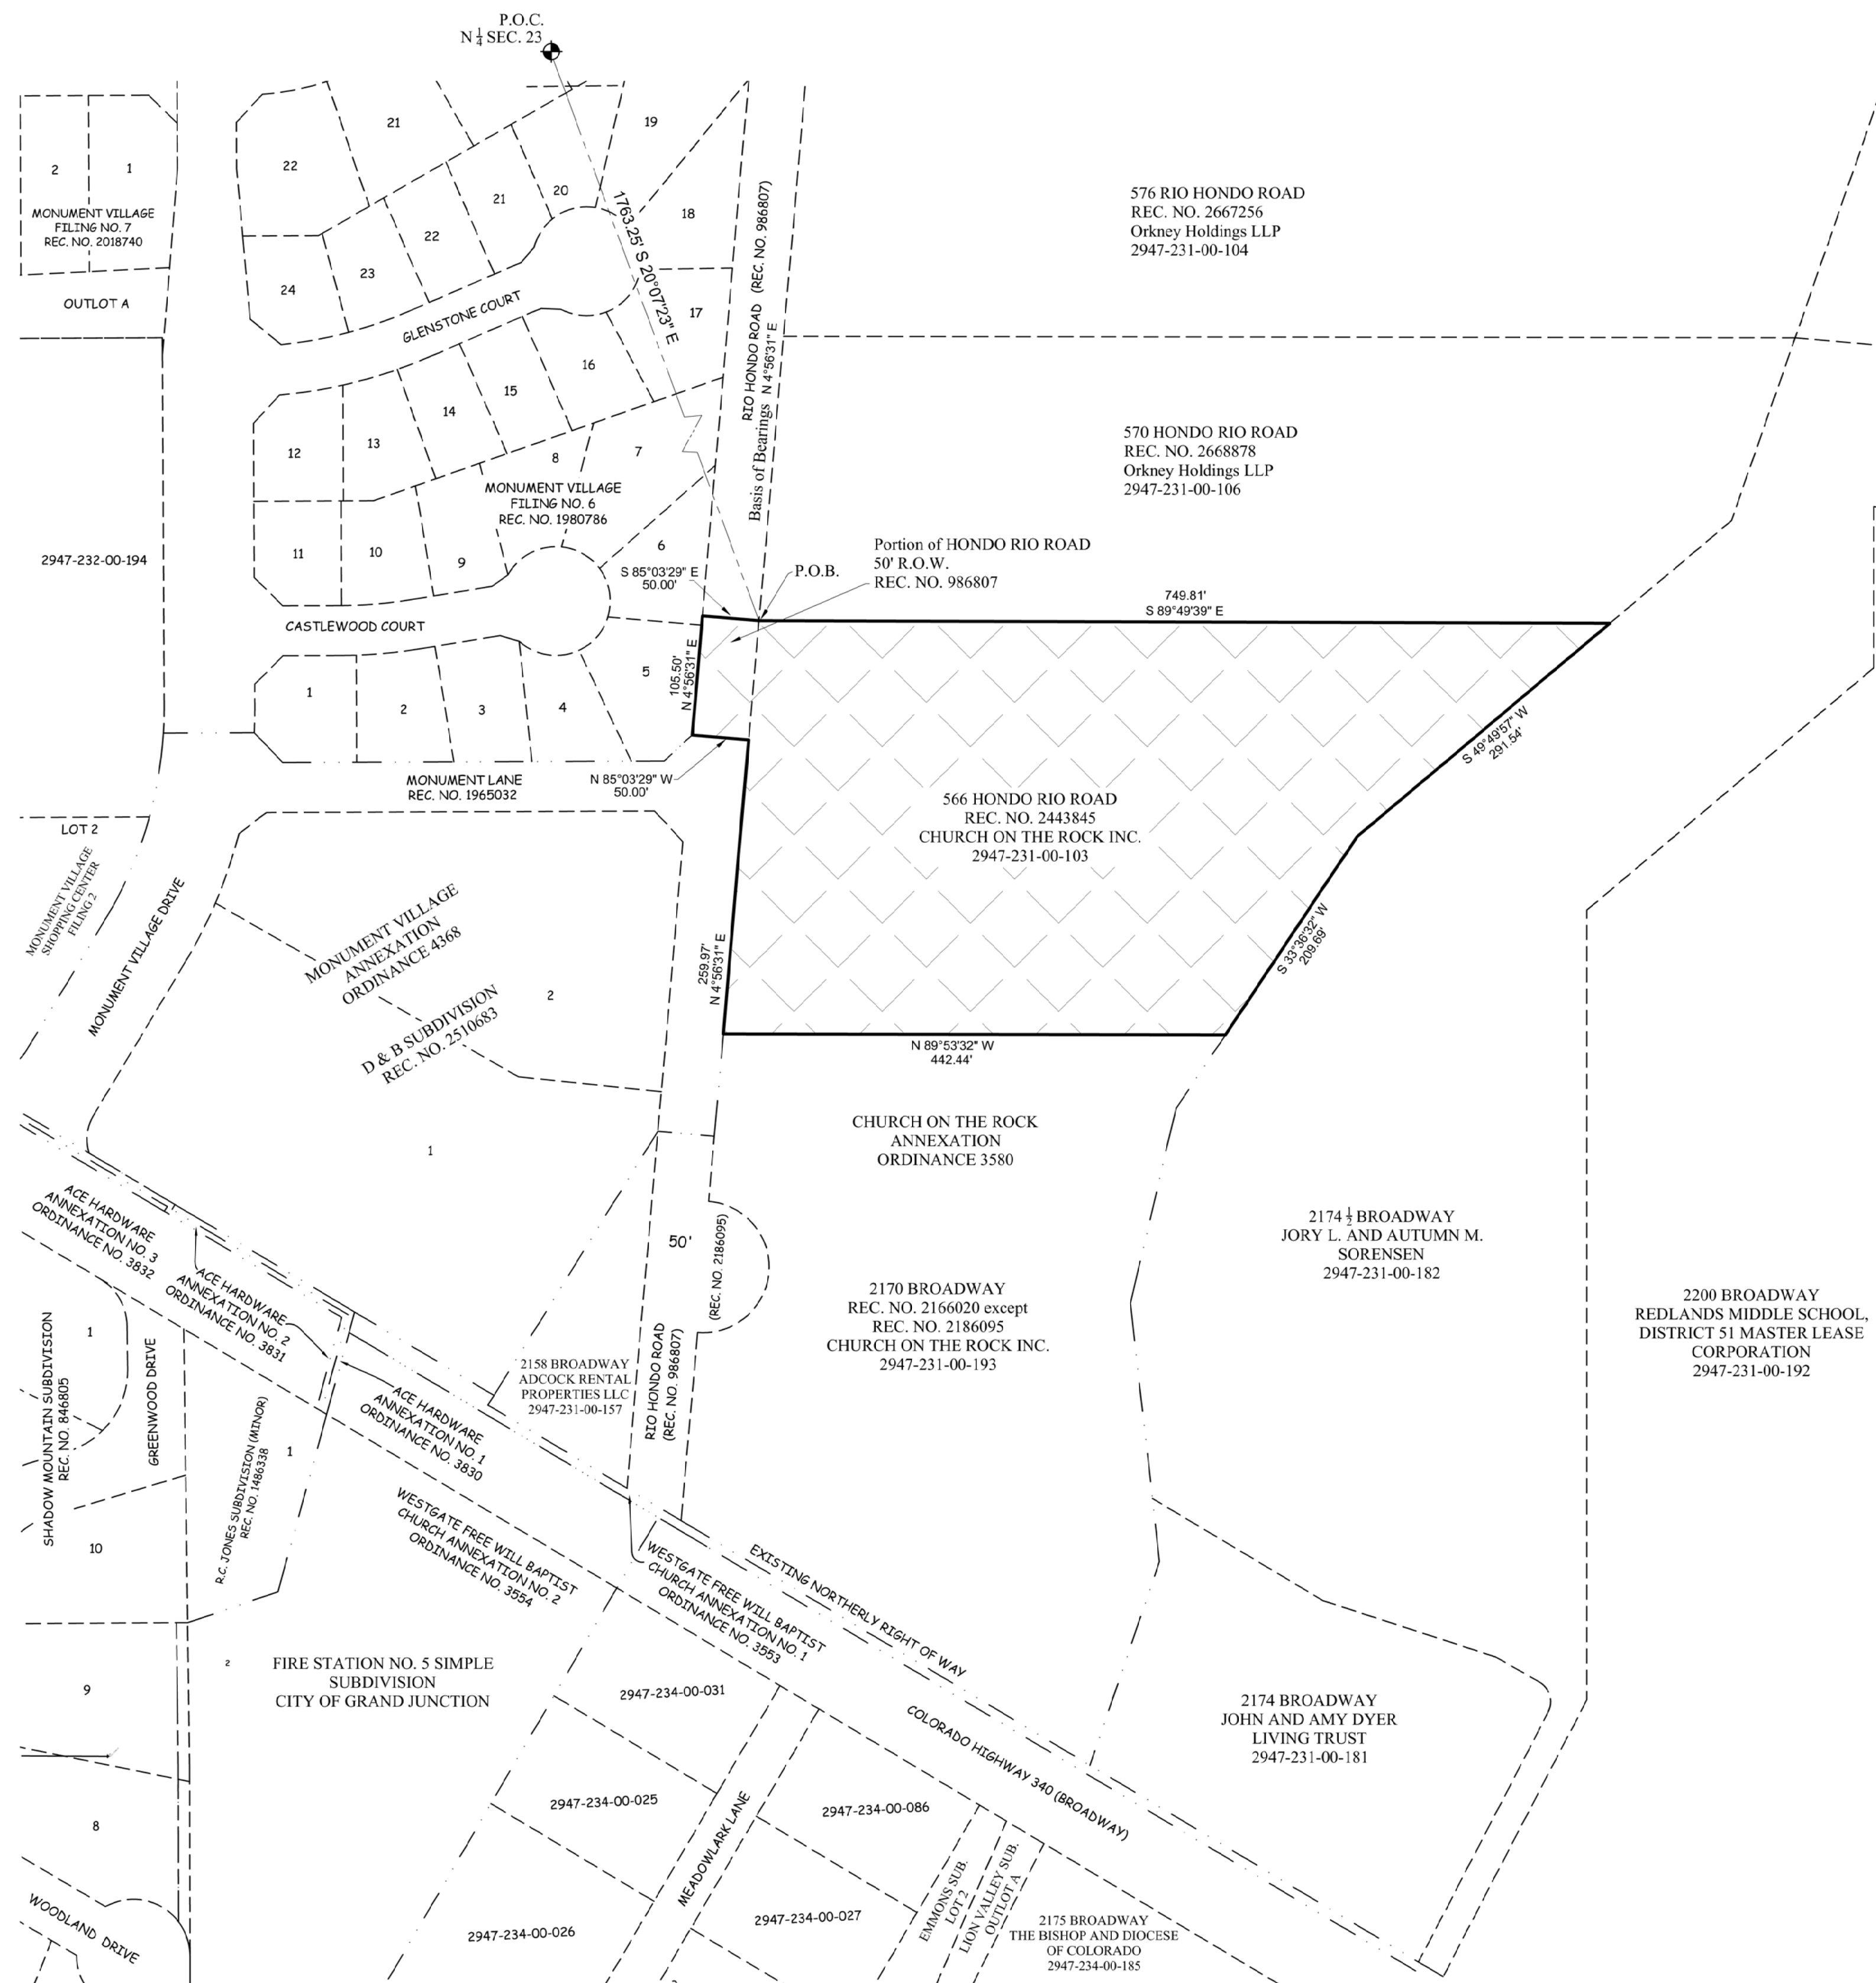 P.O.C.
N 1/4 SEC. 23
2
1
MONUMENT VILLAGE
FILING NO. 7
REC. NO. 2018740
OUTLOT A
22
21
24
23
22
21
20
19
18
17
GLENSTONE COURT
1763.25' S 20°07'23" E
RIO HONDO ROAD (REC. NO. 986807)
Basis of Bearings N 4°56'31" E
576 RIO HONDO ROAD
REC. NO. 2667256
Orkney Holdings LLP
2947-231-00-104
12
13
14
15
16
11
10
9
8
7
6
MONUMENT VILLAGE
FILING NO. 6
REC. NO. 1980786
570 HONDO RIO ROAD
REC. NO. 2668878
Orkney Holdings LLP
2947-231-00-106
2947-232-00-194
S 85°03'29" E
50.00'
P.O.B.
Portion of HONDO RIO ROAD
50' R.O.W.
REC. NO. 986807
749.81'
S 89°49'39" E
CASTLEWOOD COURT
1
2
3
4
5
105.50'
N 4°56'31" E
S 49°49'57" W
291.54'
MONUMENT LANE
REC. NO. 1965032
N 85°03'29" W
50.00'
566 HONDO RIO ROAD
REC. NO. 2443845
CHURCH ON THE ROCK INC.
2947-231-00-103
LOT 2
MONUMENT VILLAGE
SHOPPING CENTER
FILING 2
MONUMENT VILLAGE DRIVE
MONUMENT VILLAGE
ANNEXATION
ORDINANCE 4368
D & B SUBDIVISION
REC. NO. 2510683
2
259.97'
N 4°56'31" E
S 33°36'32" W
209.69'
N 89°53'32" W
442.44'
1
CHURCH ON THE ROCK
ANNEXATION
ORDINANCE 3580
ACE HARDWARE
ANNEXATION NO. 3
ORDINANCE NO. 3832
ACE HARDWARE
ANNEXATION NO. 2
ORDINANCE NO. 3831
ACE HARDWARE
ANNEXATION NO. 1
ORDINANCE NO. 3830
50'
(REC. NO. 2186095)
RIO HONDO ROAD
(REC. NO. 986807)
2158 BROADWAY
ADCOCK RENTAL
PROPERTIES LLC
2947-231-00-157
2170 BROADWAY
REC. NO. 2166020 except
REC. NO. 2186095
CHURCH ON THE ROCK INC.
2947-231-00-193
2174 1/2 BROADWAY
JORY L. AND AUTUMN M.
SORENSEN
2947-231-00-182
2200 BROADWAY
REDLANDS MIDDLE SCHOOL,
DISTRICT 51 MASTER LEASE
CORPORATION
2947-231-00-192
SHADOW MOUNTAIN SUBDIVISION
REC. NO. 846805
1
GREENWOOD DRIVE
R.C. JONES SUBDIVISION (MINOR)
REC. NO. 1486338
1
10
9
8
WESTGATE FREE WILL BAPTIST
CHURCH ANNEXATION NO. 2
ORDINANCE NO. 3554
WESTGATE FREE WILL BAPTIST
CHURCH ANNEXATION NO. 1
ORDINANCE NO. 3553
EXISTING NORTHERLY RIGHT OF WAY
COLORADO HIGHWAY 340 (BROADWAY)
2
FIRE STATION NO. 5 SIMPLE
SUBDIVISION
CITY OF GRAND JUNCTION
2947-234-00-031
2947-234-00-025
2947-234-00-026
MEADOWLARK LANE
2947-234-00-086
2947-234-00-027
EMMONS SUB.
LOT 2
LION VALLEY SUB.
OUTLOT A
2174 BROADWAY
JOHN AND AMY DYER
LIVING TRUST
2947-231-00-181
2175 BROADWAY
THE BISHOP AND DIOCESE
OF COLORADO
2947-234-00-185
WOODLAND DRIVE